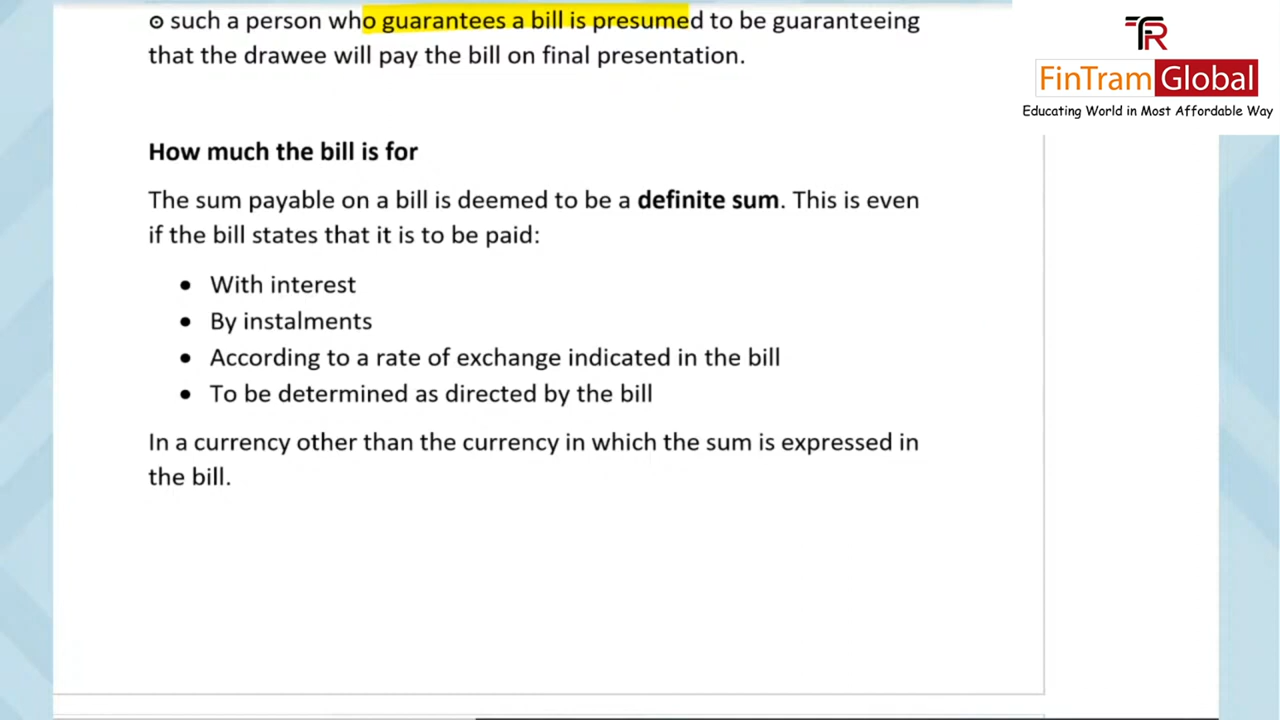 o such a person who guarantees a bill is presumed to be guaranteeing
that the drawee will pay the bill on final presentation.
TR
FinTram Global
Educating World in Most Affordable Way
How much the bill is for
The sum payable on a bill is deemed to be a definite sum. This is even
if the bill states that it is to be paid:
• With interest
• By instalments
• According to a rate of exchange indicated in the bill
• To be determined as directed by the bill
In a currency other than the currency in which the sum is expressed in
the bill.